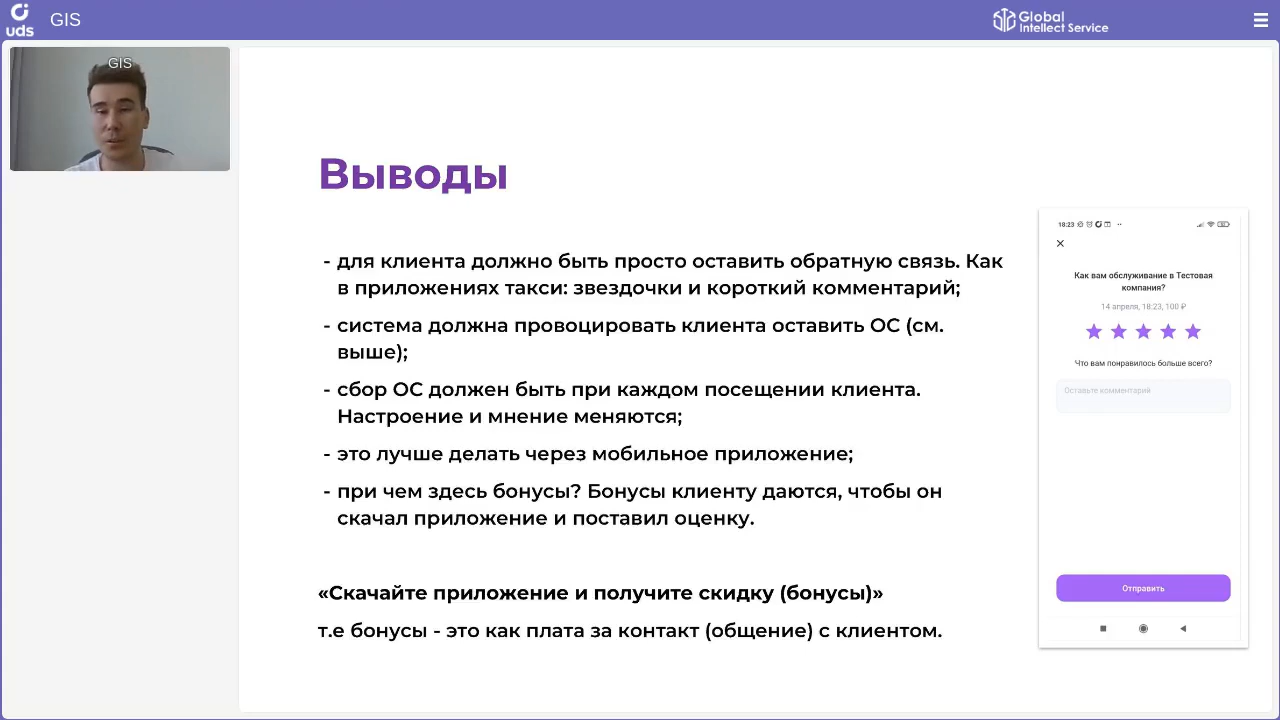 uds
GIS
Global
Intellect Service
GIS
Выводы
- для клиента должно быть просто оставить обратную связь. Как
в приложениях такси: звездочки и короткий комментарий;
- система должна провоцировать клиента оставить ОС (см.
выше);
- сбор ОС должен быть при каждом посещении клиента.
Настроение и мнение меняются;
- это лучше делать через мобильное приложение;
- при чем здесь бонусы? Бонусы клиенту даются, чтобы он
скачал приложение и поставил оценку.
«Скачайте приложение и получите скидку (бонусы)»
т.е бонусы - это как плата за контакт (общение) с клиентом.
18:23
Как вам обслуживание в Тестовая
компания?
14 апреля, 18:23, 100 ₽
Что вам понравилось больше всего?
Оставьте комментарий
Отправить